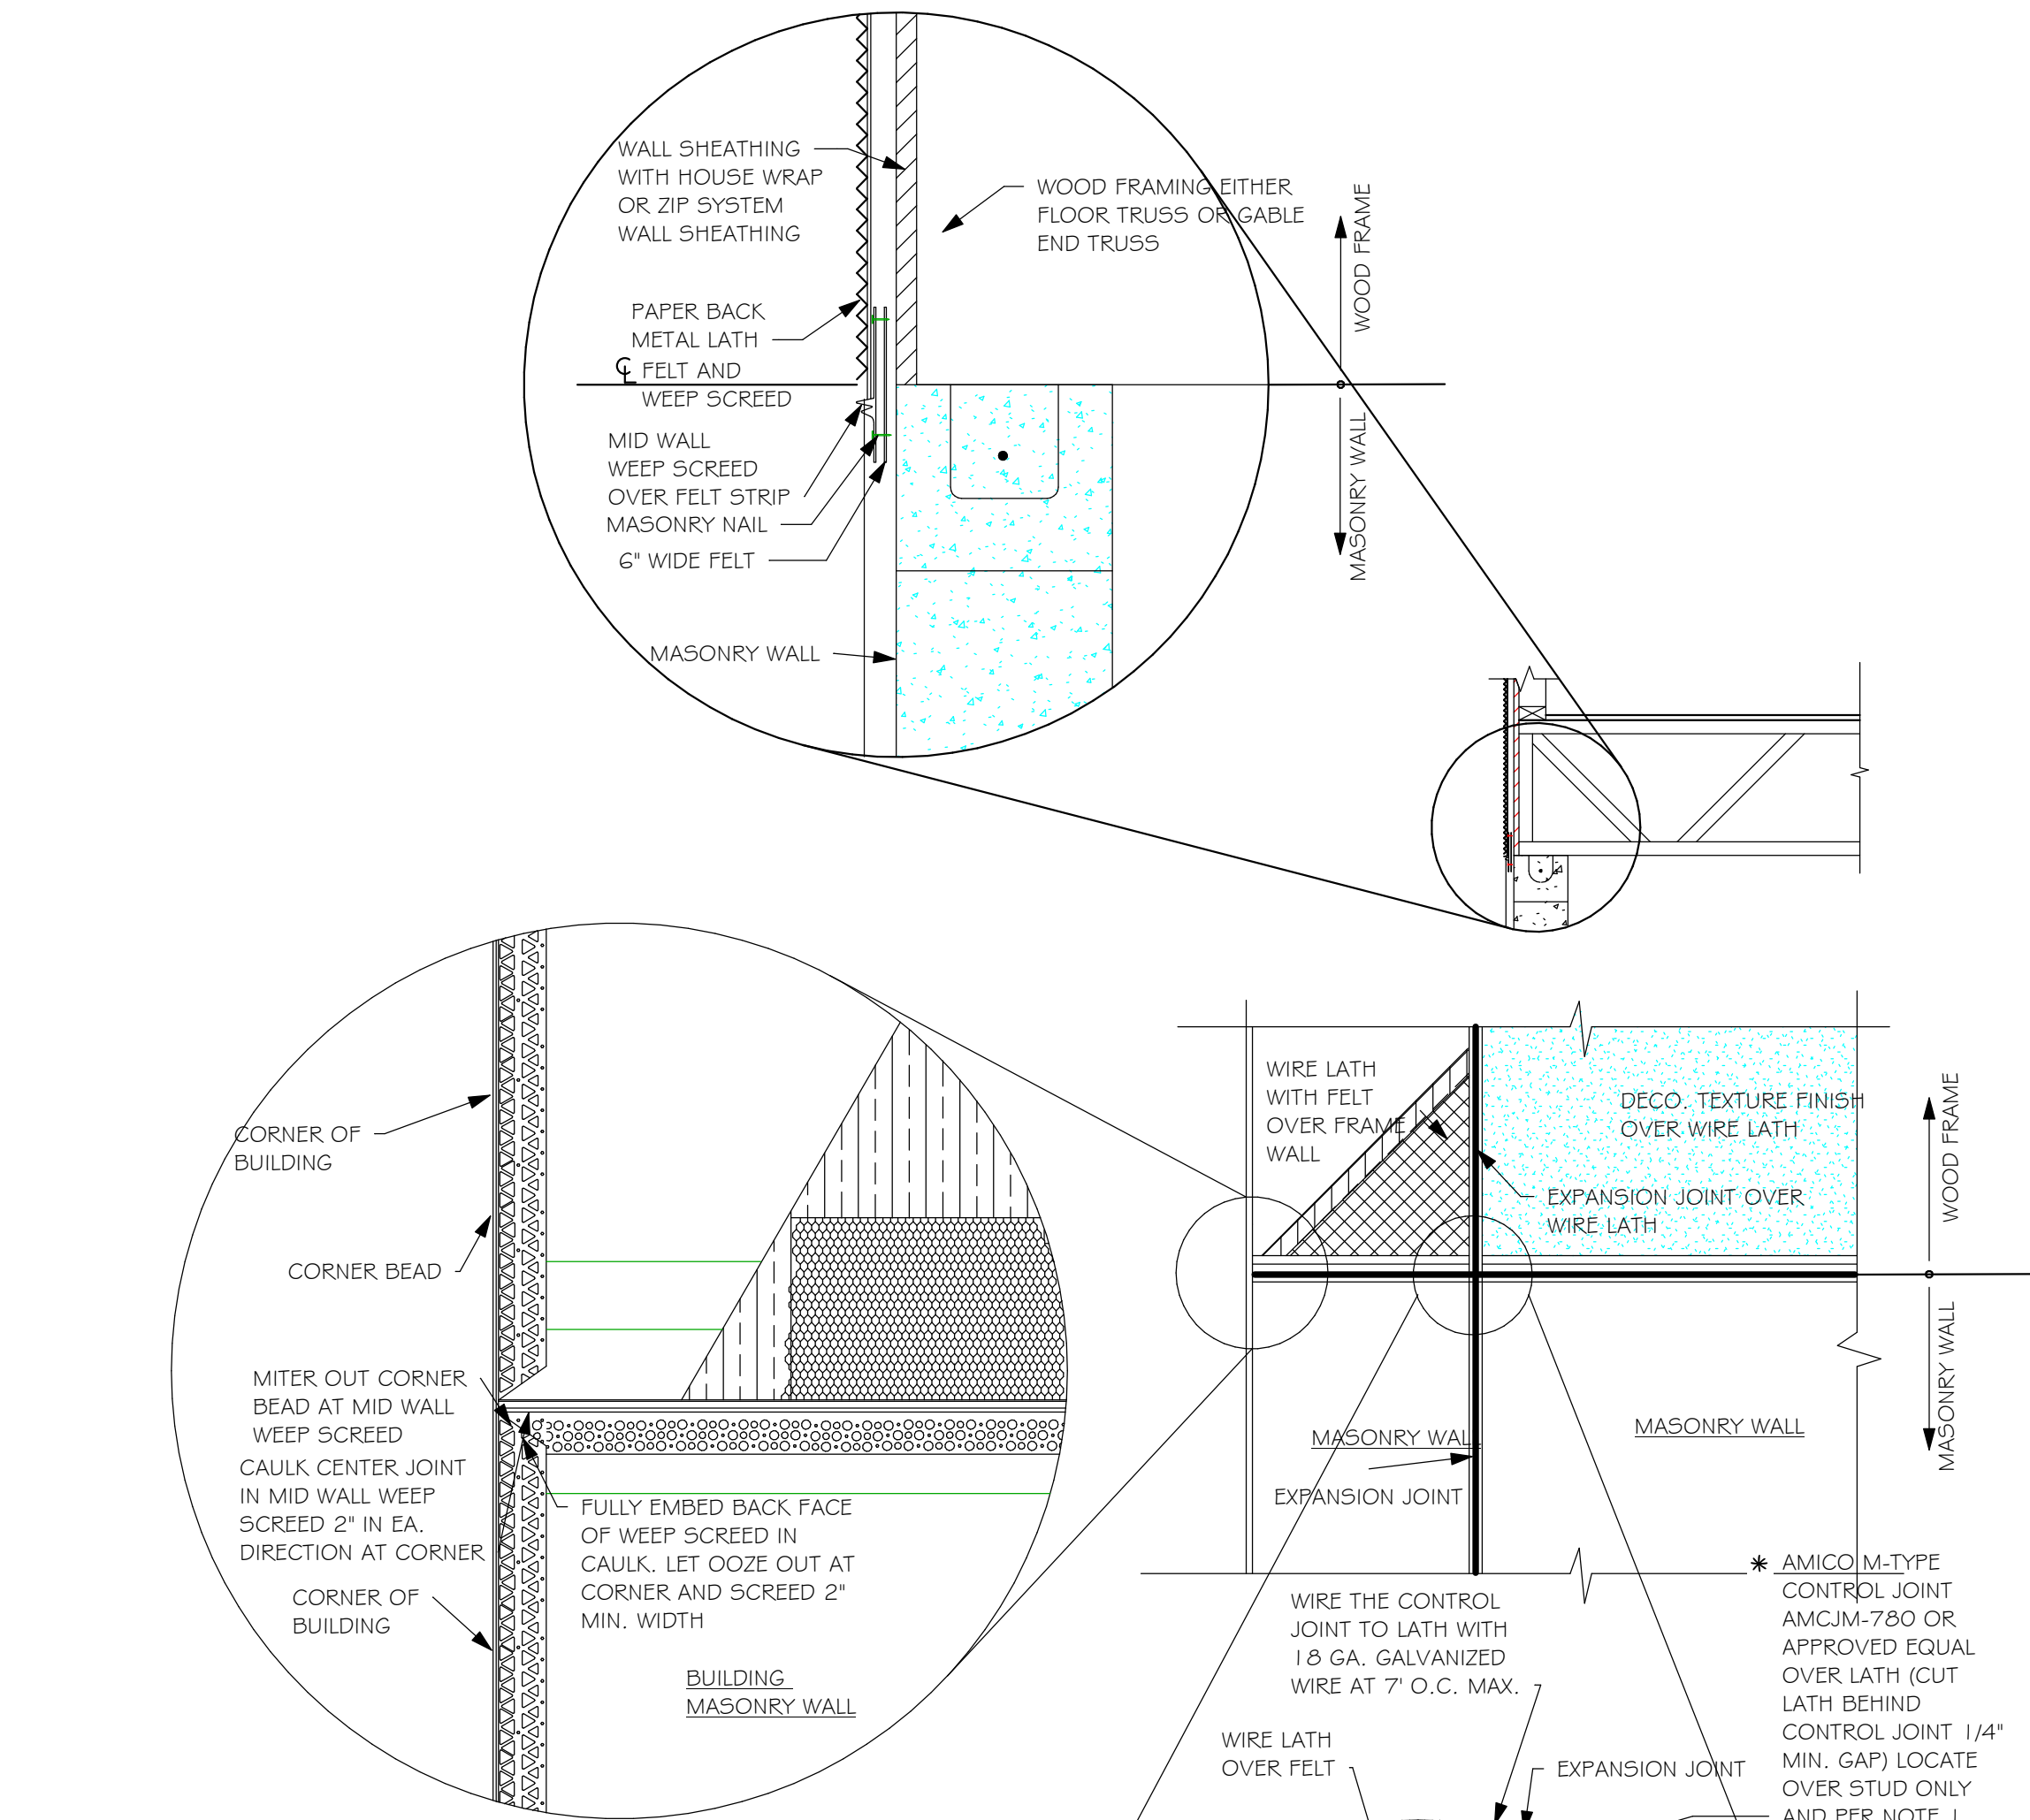 WALL SHEATHING
WITH HOUSE WRAP
OR ZIP SYSTEM
WALL SHEATHING
WOOD FRAMING EITHER
FLOOR TRUSS OR GABLE
END TRUSS
WOOD FRAME
MASONRY WALL
PAPER BACK
METAL LATH
℄ FELT AND
WEEP SCREED
MID WALL
WEEP SCREED
OVER FELT STRIP
MASONRY NAIL
6" WIDE FELT
MASONRY WALL
CORNER OF
BUILDING
CORNER BEAD
MITER OUT CORNER
BEAD AT MID WALL
WEEP SCREED
CAULK CENTER JOINT
IN MID WALL WEEP
SCREED 2" IN EA.
DIRECTION AT CORNER
CORNER OF
BUILDING
FULLY EMBED BACK FACE
OF WEEP SCREED IN
CAULK. LET OOZE OUT AT
CORNER AND SCREED 2"
MIN. WIDTH
BUILDING
MASONRY WALL
WIRE LATH
WITH FELT
OVER FRAME
WALL
DECO. TEXTURE FINISH
OVER WIRE LATH
EXPANSION JOINT OVER
WIRE LATH
WOOD FRAME
MASONRY WALL
MASONRY WALL
EXPANSION JOINT
MASONRY WALL
WIRE THE CONTROL
JOINT TO LATH WITH
18 GA. GALVANIZED
WIRE AT 7' O.C. MAX.
WIRE LATH
OVER FELT
EXPANSION JOINT
* AMICO M-TYPE
CONTROL JOINT
AMCJM-780 OR
APPROVED EQUAL
OVER LATH (CUT
LATH BEHIND
CONTROL JOINT 1/4"
MIN. GAP) LOCATE
OVER STUD ONLY
AND PER NOTE 1